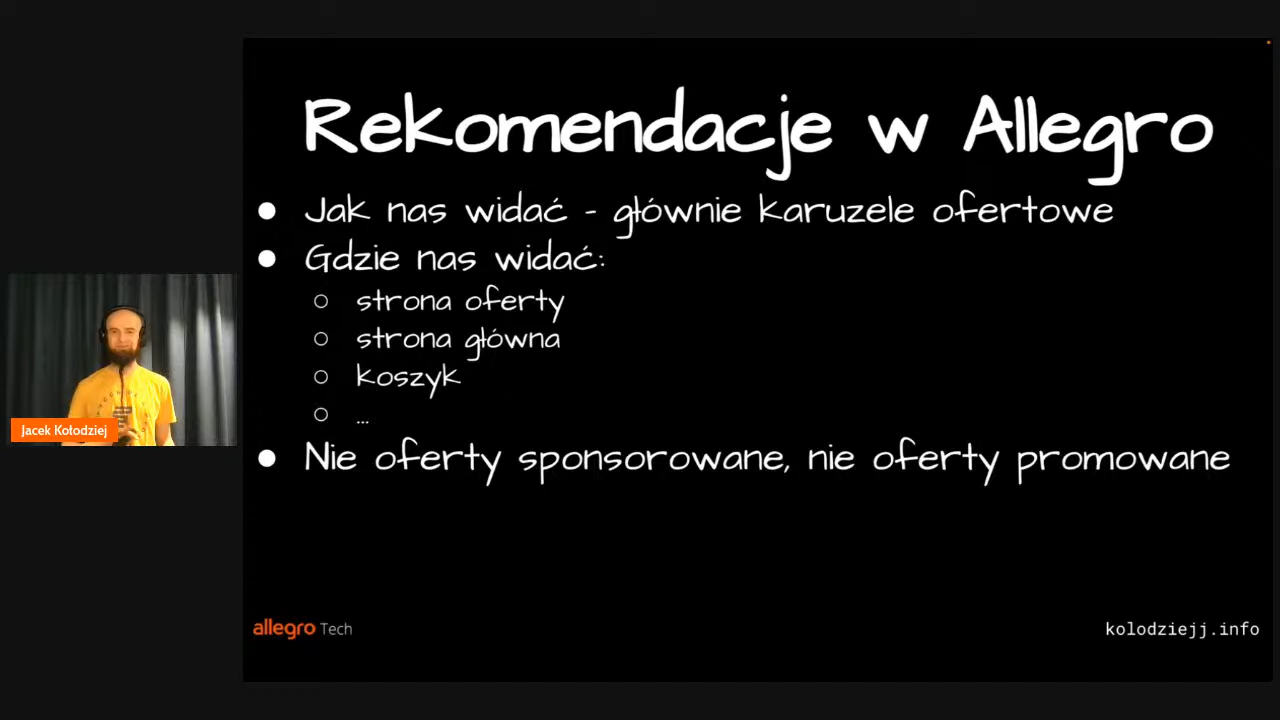 Rekomendacje w Allegro
● Jak nas widać - głównie karuzele ofertowe
● Gdzie nas widać:
○ strona oferty
○ strona główna
○ koszyk
○ ...
● Nie oferty sponsorowane, nie oferty promowane
Jacek Kołodziej
allegro Tech
kolodziejj.info